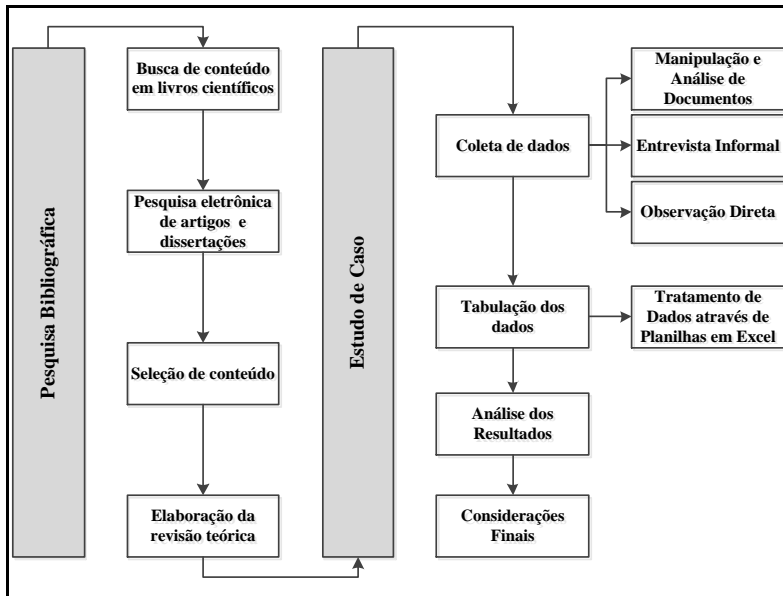 Pesquisa Bibliográfica
Busca de conteúdo
em livros científicos
Pesquisa eletrônica
de artigos e
dissertações
Seleção de conteúdo
Elaboração da
revisão teórica
Estudo de Caso
Coleta de dados
Manipulação e
Análise de
Documentos
Entrevista Informal
Observação Direta
Tabulação dos
dados
Tratamento de
Dados através de
Planilhas em Excel
Análise dos
Resultados
Considerações
Finais